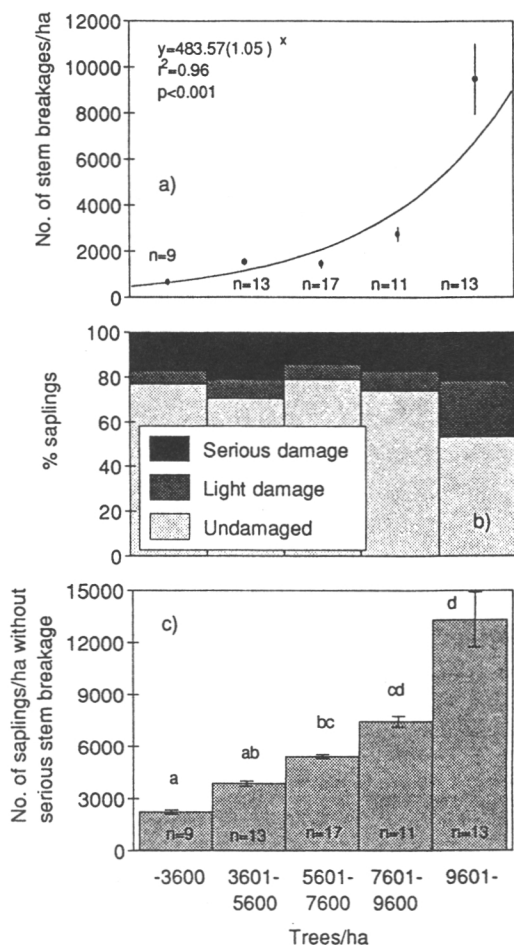 12000
10000
8000
6000
4000
2000
0
No. of stem breakages/ha
y=483.57(1.05) x
r2=0.96
p<0.001
a)
n=9
n=13
n=17
n=11
n=13
100
80
60
40
20
0
% saplings
Serious damage
Light damage
Undamaged
b)
15000
12000
9000
6000
3000
0
No. of saplings/ha without
serious stem breakage
c)
a
ab
bc
cd
d
n=9
n=13
n=17
n=11
n=13
-3600
3601-
5600
5601-
7600
7601-
9600
9601-
Trees/ha